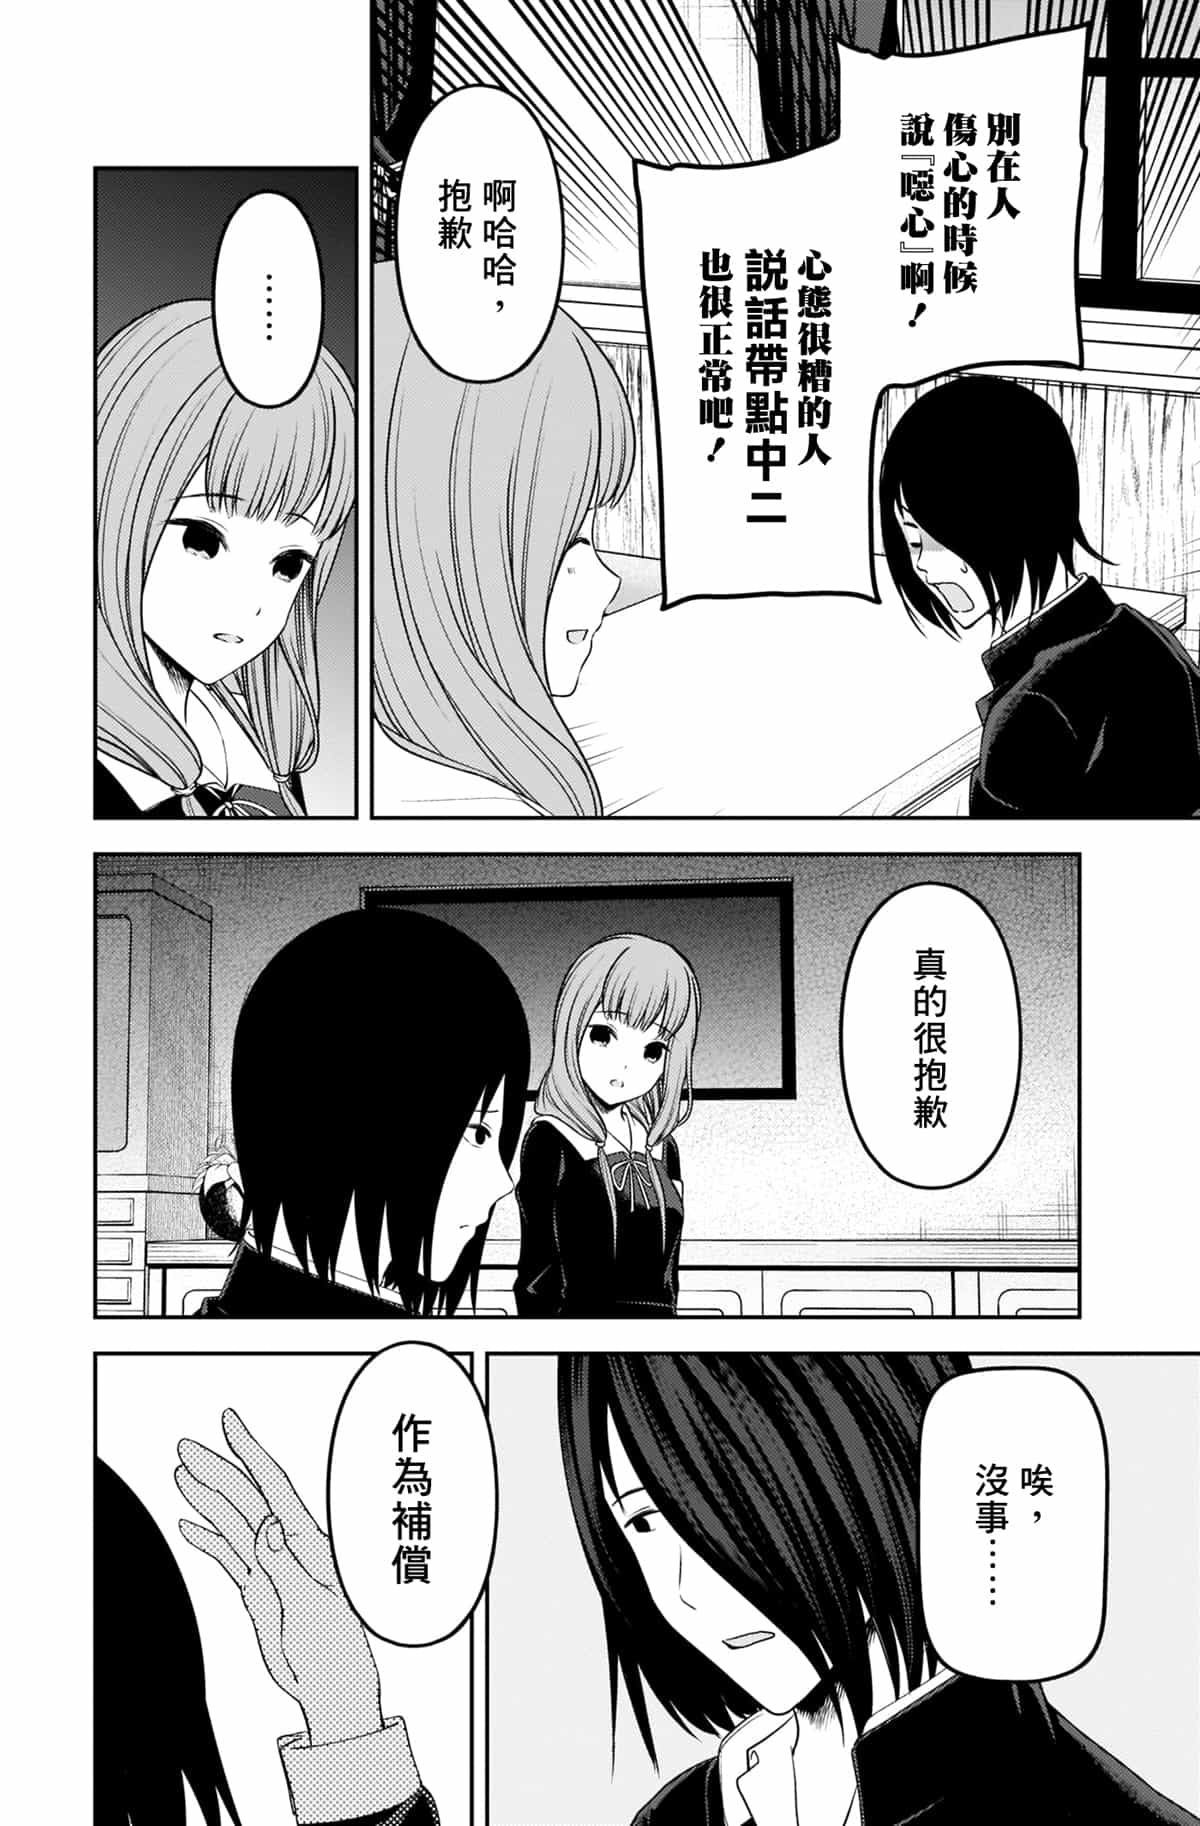 別在人
傷心的時候
說『噁心』啊！
心態很糟的人
說話帶點中二
也很正常吧！
啊哈哈，
抱歉
……
真的很抱歉
唉，
沒事……
作為補償